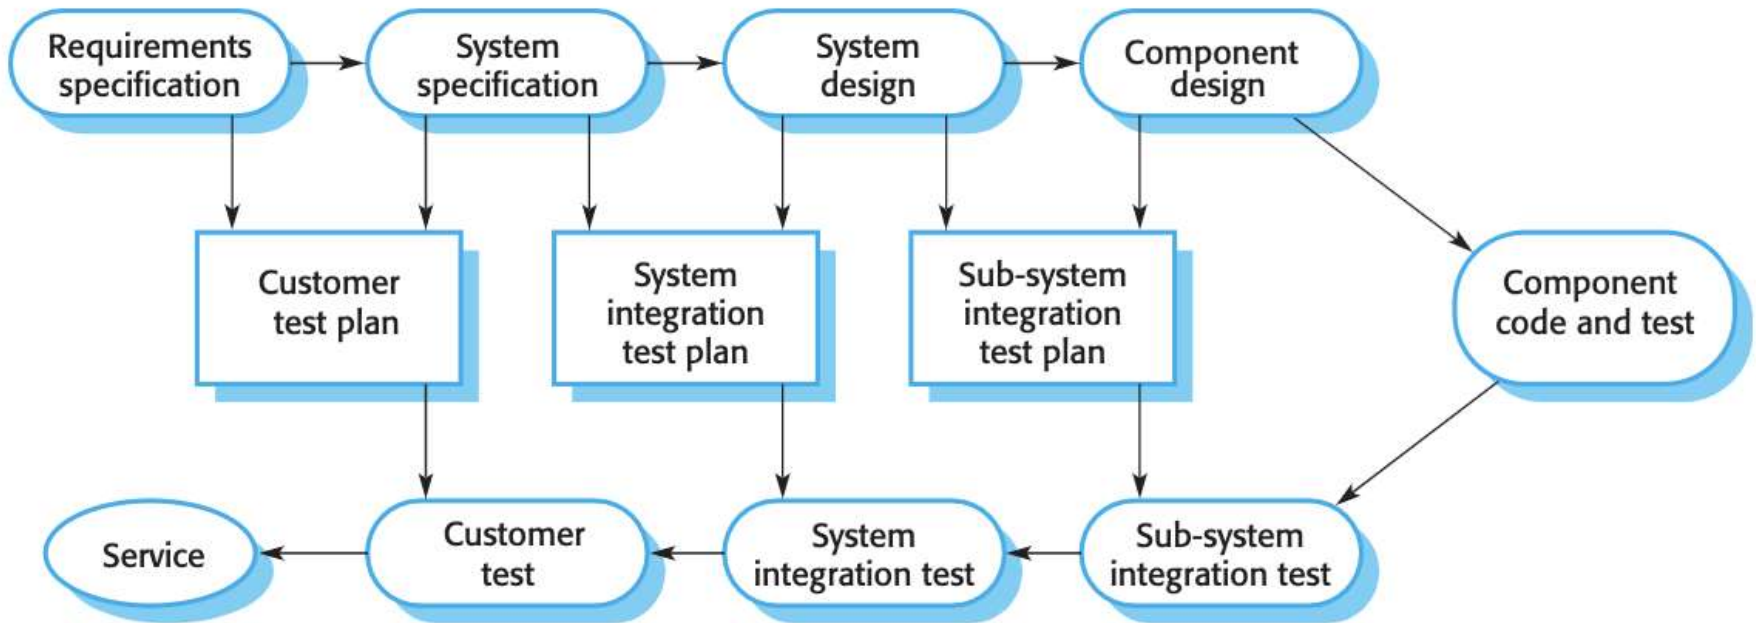 Requirements
specification
System
specification
System
design
Component
design
Customer
test plan
System
integration
test plan
Sub-system
integration
test plan
Component
code and test
Service
Customer
test
System
integration test
Sub-system
integration test